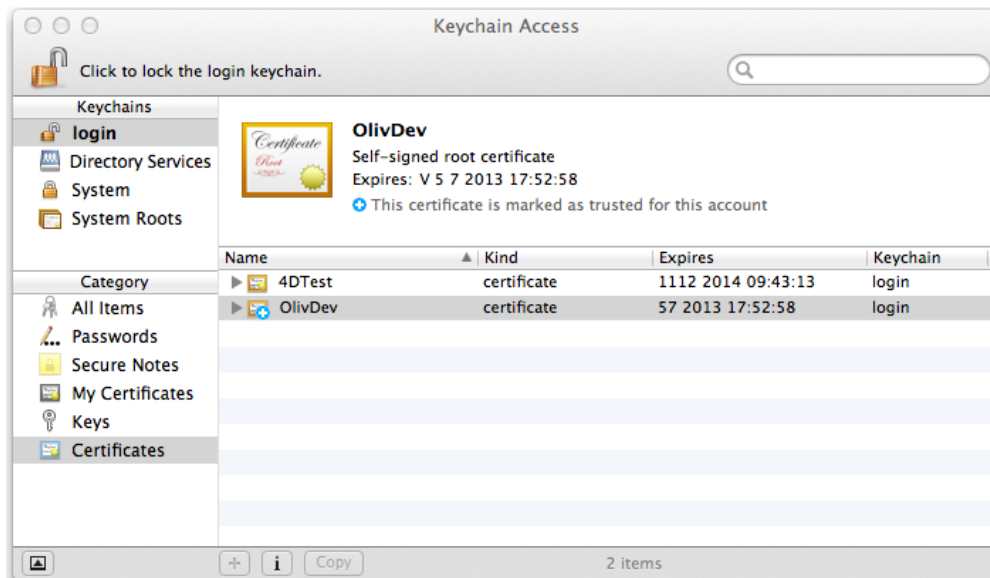 Keychain Access
Click to lock the login keychain.
Keychains
login
Directory Services
System
System Roots
Category
All Items
Passwords
Secure Notes
My Certificates
Keys
Certificates
Certificate
Root
OlivDev
Self-signed root certificate
Expires: V 5 7 2013 17:52:58
This certificate is marked as trusted for this account
Name Kind Expires Keychain
4DTest certificate 1112 2014 09:43:13 login
OlivDev certificate 57 2013 17:52:58 login
Copy 2 items